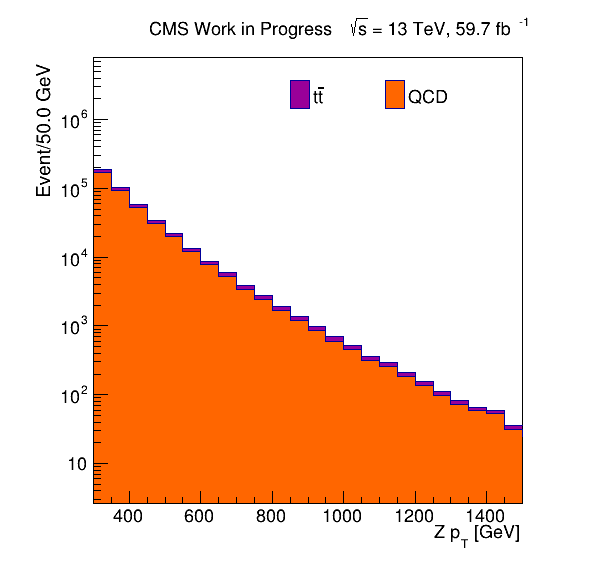 CMS Work in Progress √s = 13 TeV, 59.7 fb⁻¹
Event/50.0 GeV
tt̄ QCD
10⁶
10⁵
10⁴
10³
10²
10
400 600 800 1000 1200 1400
Z p_T [GeV]